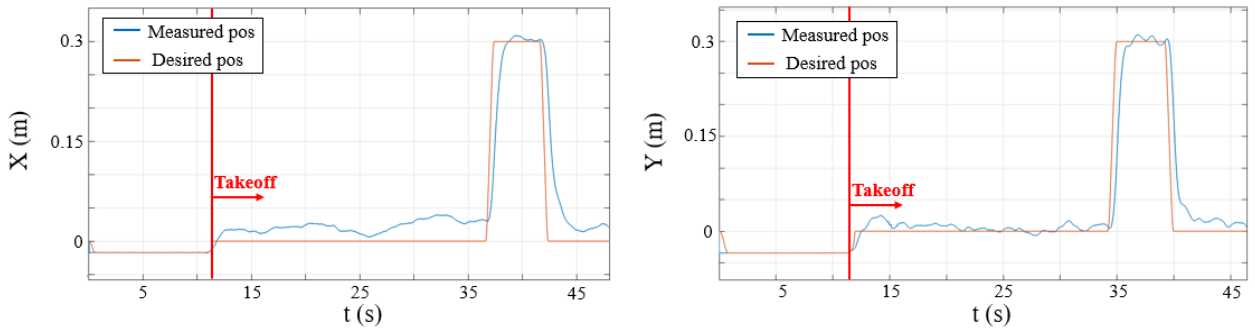 0.3
0.15
0
X (m)
Measured pos
Desired pos
Takeoff
5
15
25
35
45
t (s)
0.3
0.15
0
Y (m)
Measured pos
Desired pos
Takeoff
5
15
25
35
45
t (s)